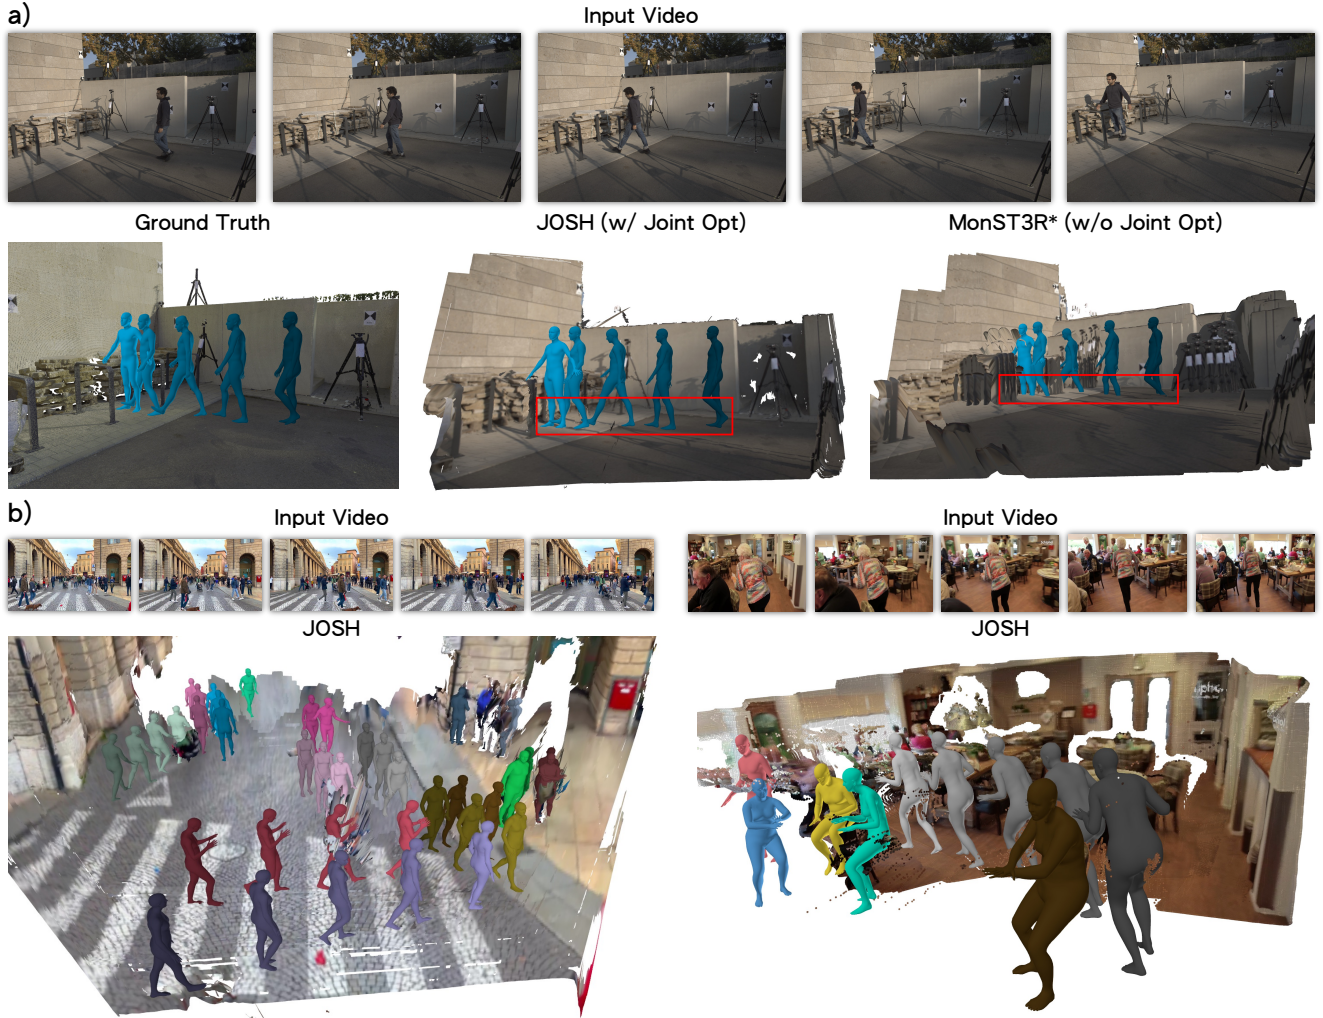 a)
Input Video
Ground Truth
JOSH (w/ Joint Opt)
MonST3R* (w/o Joint Opt)
b)
Input Video
Input Video
JOSH
JOSH